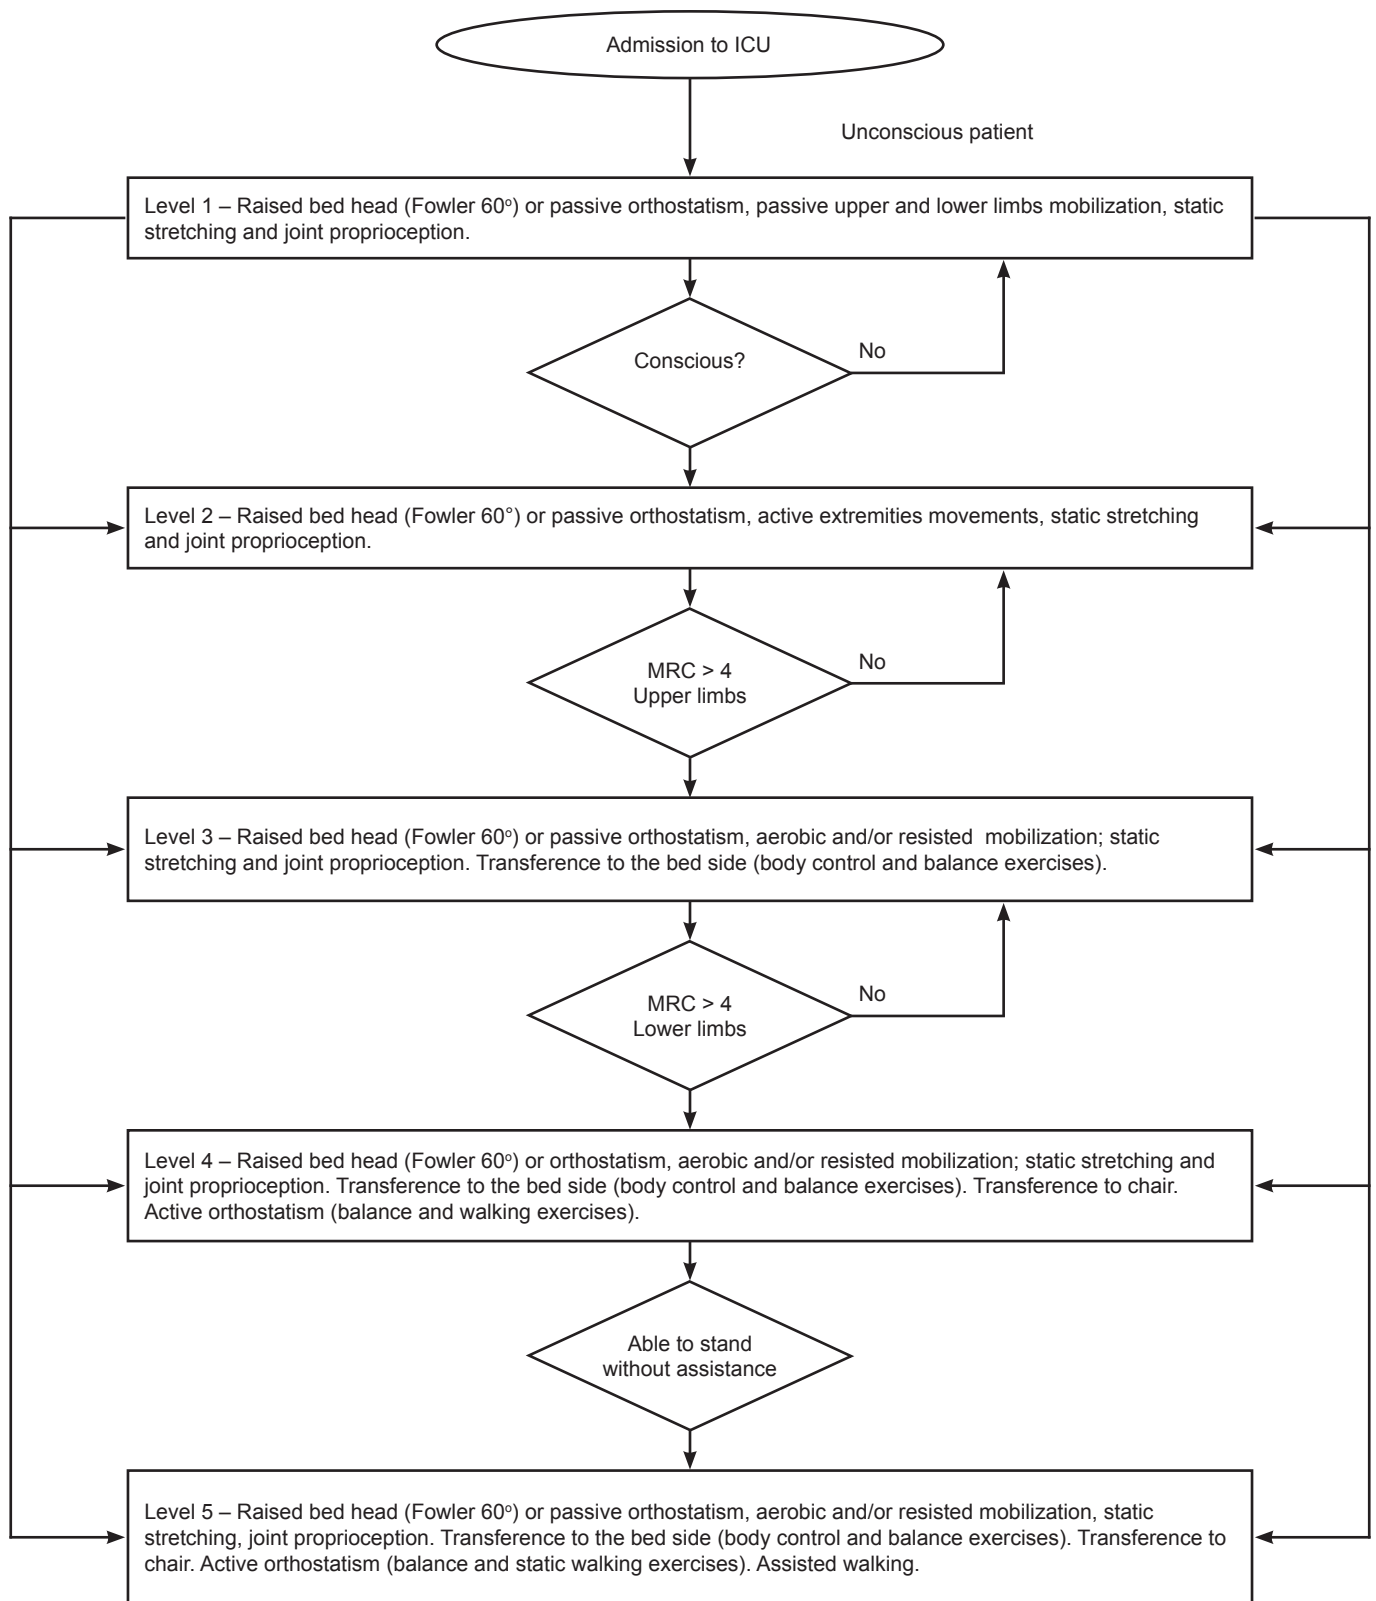 Admission to ICU
Unconscious patient
Level 1 – Raised bed head (Fowler 60º) or passive orthostatism, passive upper and lower limbs mobilization, static
stretching and joint proprioception.
Conscious?
No
Level 2 – Raised bed head (Fowler 60°) or passive orthostatism, active extremities movements, static stretching
and joint proprioception.
MRC > 4
Upper limbs
No
Level 3 – Raised bed head (Fowler 60º) or passive orthostatism, aerobic and/or resisted  mobilization; static
stretching and joint proprioception. Transference to the bed side (body control and balance exercises).
MRC > 4
Lower limbs
No
Level 4 – Raised bed head (Fowler 60º) or orthostatism, aerobic and/or resisted mobilization; static stretching and
joint proprioception. Transference to the bed side (body control and balance exercises). Transference to chair.
Active orthostatism (balance and walking exercises).
Able to stand
without assistance
Level 5 – Raised bed head (Fowler 60º) or passive orthostatism, aerobic and/or resisted mobilization, static
stretching, joint proprioception. Transference to the bed side (body control and balance exercises). Transference to
chair. Active orthostatism (balance and static walking exercises). Assisted walking.